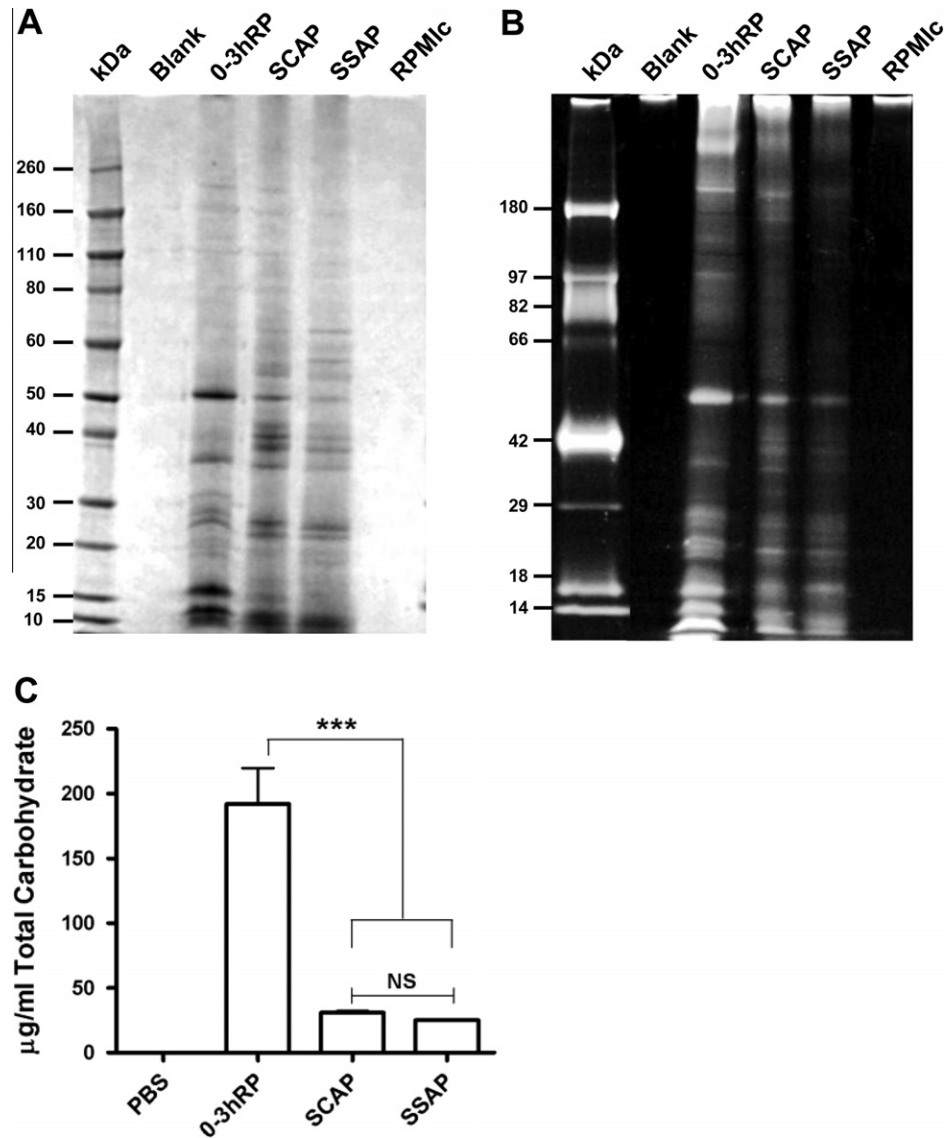 A
kDa
Blank
0-3hRP
SCAP
SSAP
RPMIc
260
160
110
80
60
50
40
30
20
15
10
B
kDa
Blank
0-3hRP
SCAP
SSAP
RPMIc
180
97
82
66
42
29
18
14
C
μg/ml Total Carbohydrate
250
200
150
100
50
0
***
NS
PBS
0-3hRP
SCAP
SSAP